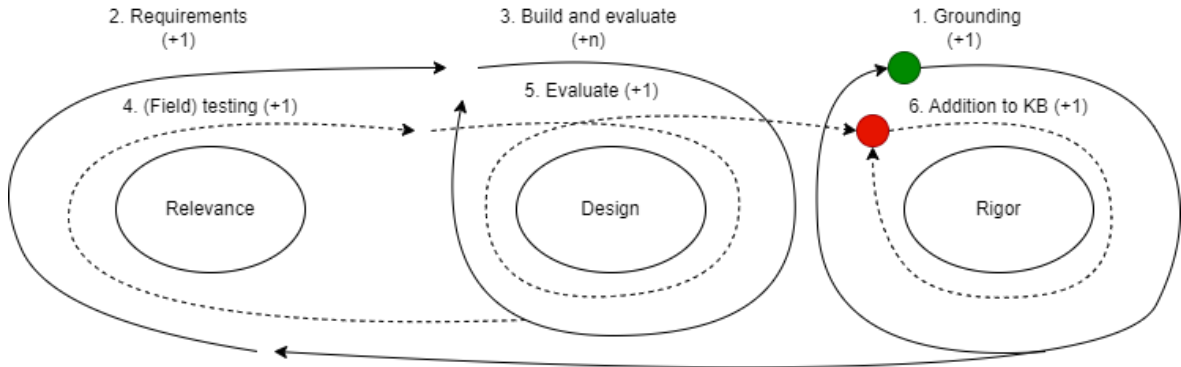 2. Requirements
(+1)
3. Build and evaluate
(+n)
1. Grounding
(+1)
4. (Field) testing (+1)
5. Evaluate (+1)
6. Addition to KB (+1)
Relevance
Design
Rigor